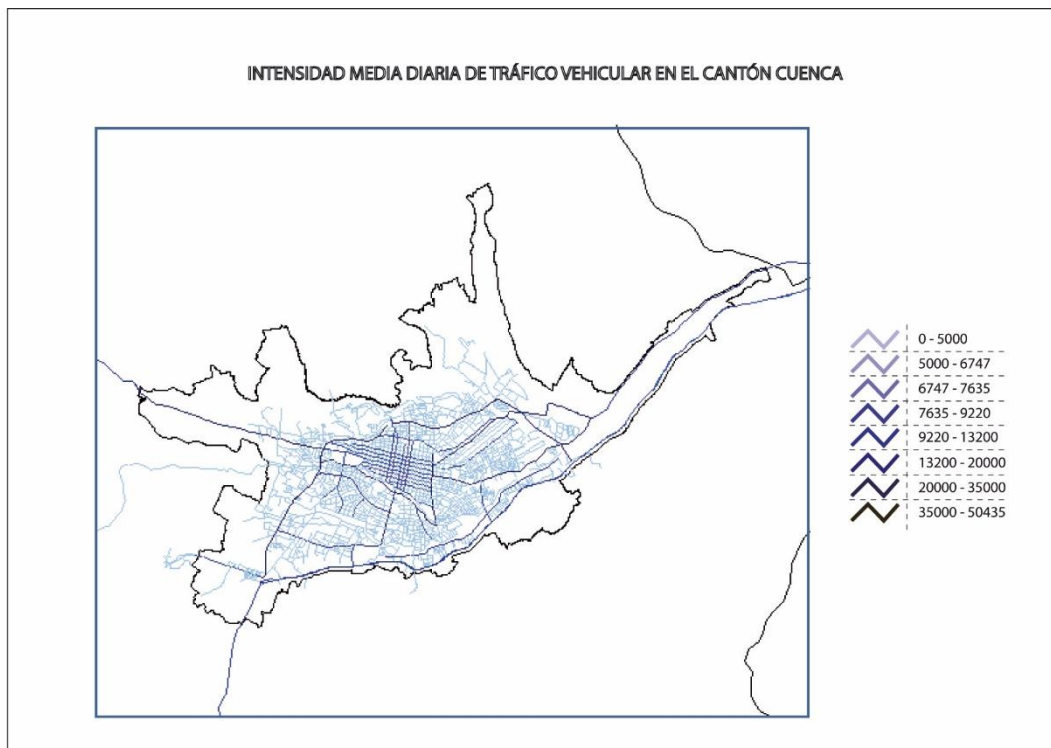 INTENSIDAD MEDIA DIARIA DE TRÁFICO VEHICULAR EN EL CANTÓN CUENCA
0 - 5000
5000 - 6747
6747 - 7635
7635 - 9220
9220 - 13200
13200 - 20000
20000 - 35000
35000 - 50435